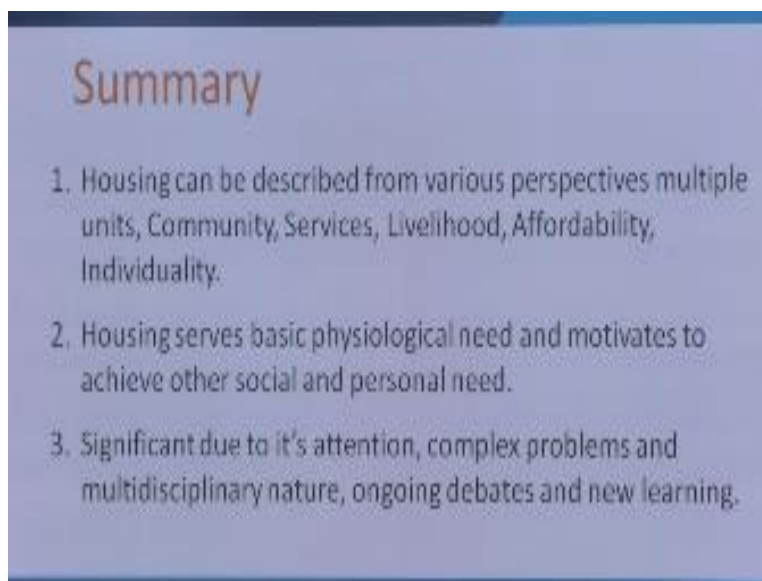 Summary
1. Housing can be described from various perspectives multiple
units, Community, Services, Livelihood, Affordability,
Individuality.
2. Housing serves basic physiological need and motivates to
achieve other social and personal need.
3. Significant due to it's attention, complex problems and
multidisciplinary nature, ongoing debates and new learning.